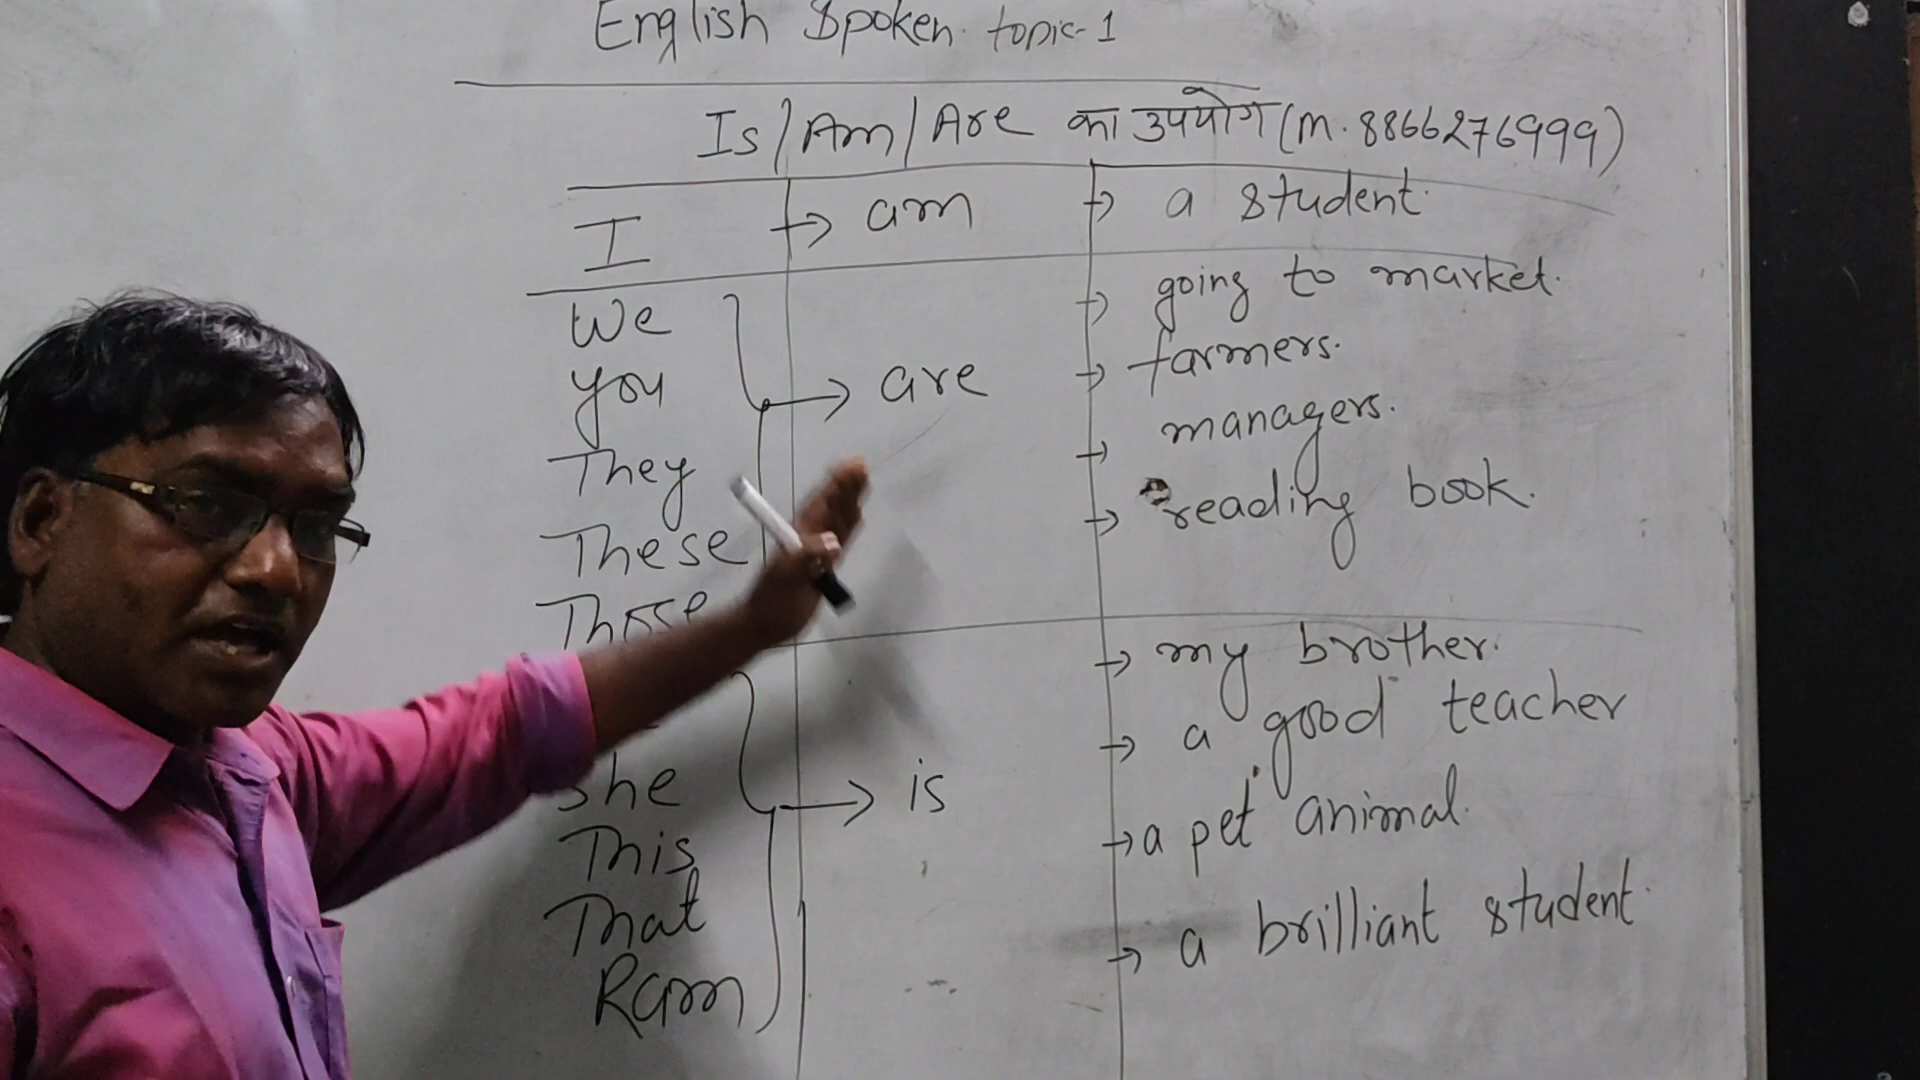 English Spoken. topic-1
Is/Am/Are का उपयोग (M. 8866276999)
I → am → a student.
We → going to market.
you → are → farmers.
They → managers.
These → reading book.
Those
→ my brother.
She → is → a good teacher
This → a pet animal.
That → a brilliant student.
Ram